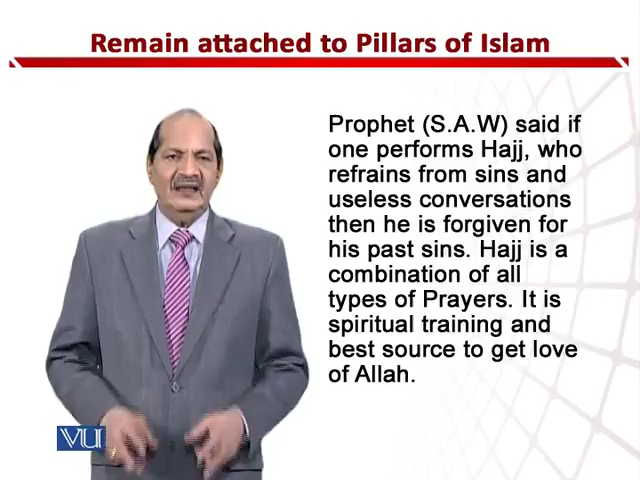 Remain attached to Pillars of Islam
Prophet (S.A.W) said if
one performs Hajj, who
refrains from sins and
useless conversations
then he is forgiven for
his past sins. Hajj is a
combination of all
types of Prayers. It is
spiritual training and
best source to get love
of Allah.
VU